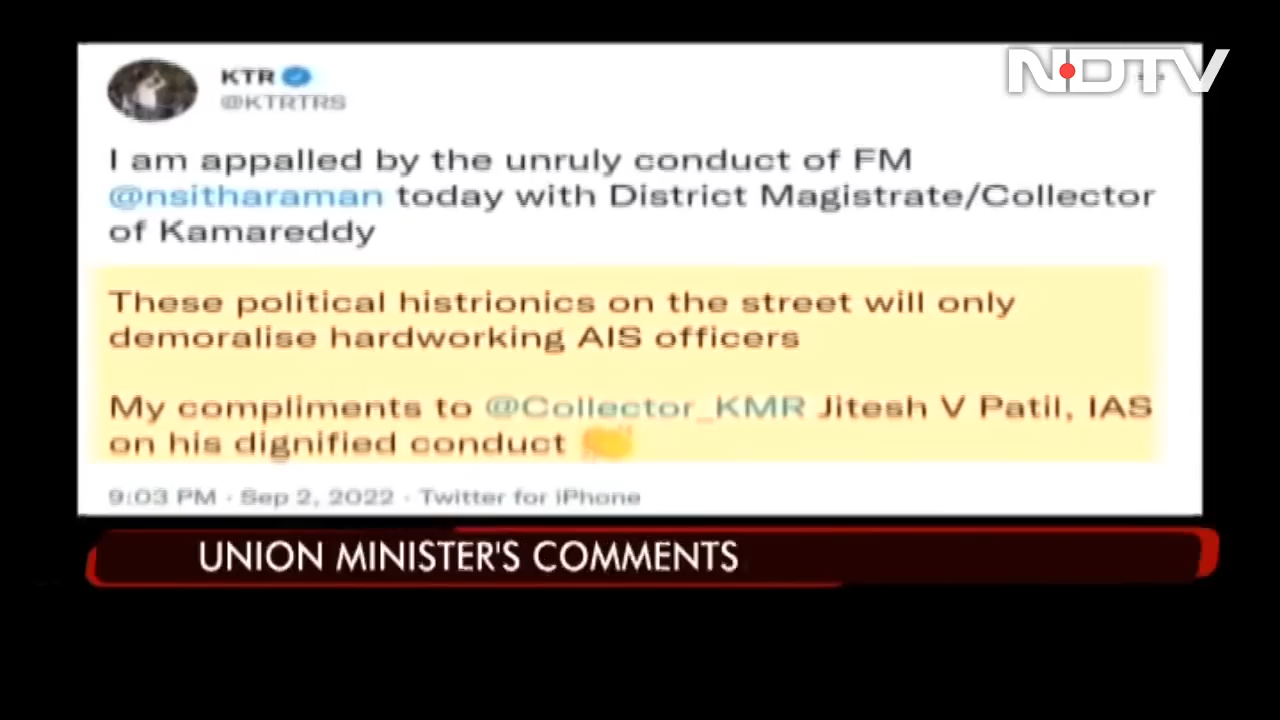 NDTV
KTR
@KTRTRS
I am appalled by the unruly conduct of FM
@nsitharaman today with District Magistrate/Collector
of Kamareddy
These political histrionics on the street will only
demoralise hardworking AIS officers
My compliments to @Collector_KMR Jitesh V Patil, IAS
on his dignified conduct 👏
9:03 PM · Sep 2, 2022 · Twitter for iPhone
UNION MINISTER'S COMMENTS